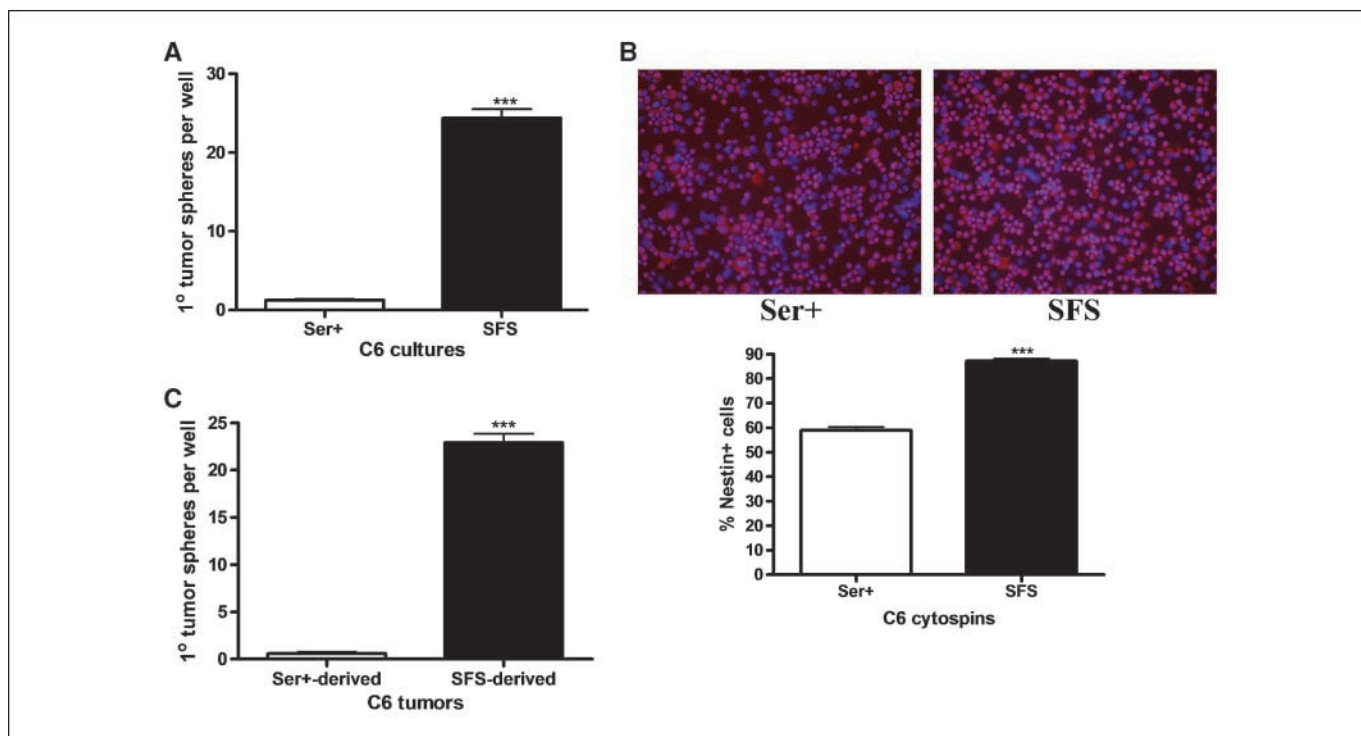 A
1° tumor spheres per well
30
20
10
0
***
Ser+ SFS
C6 cultures
B
Ser+ SFS
% Nestin+ cells
90
80
70
60
50
40
30
20
10
0
***
Ser+ SFS
C6 cytospins
C
1° tumor spheres per well
25
20
15
10
5
0
***
Ser+-derived SFS-derived
C6 tumors